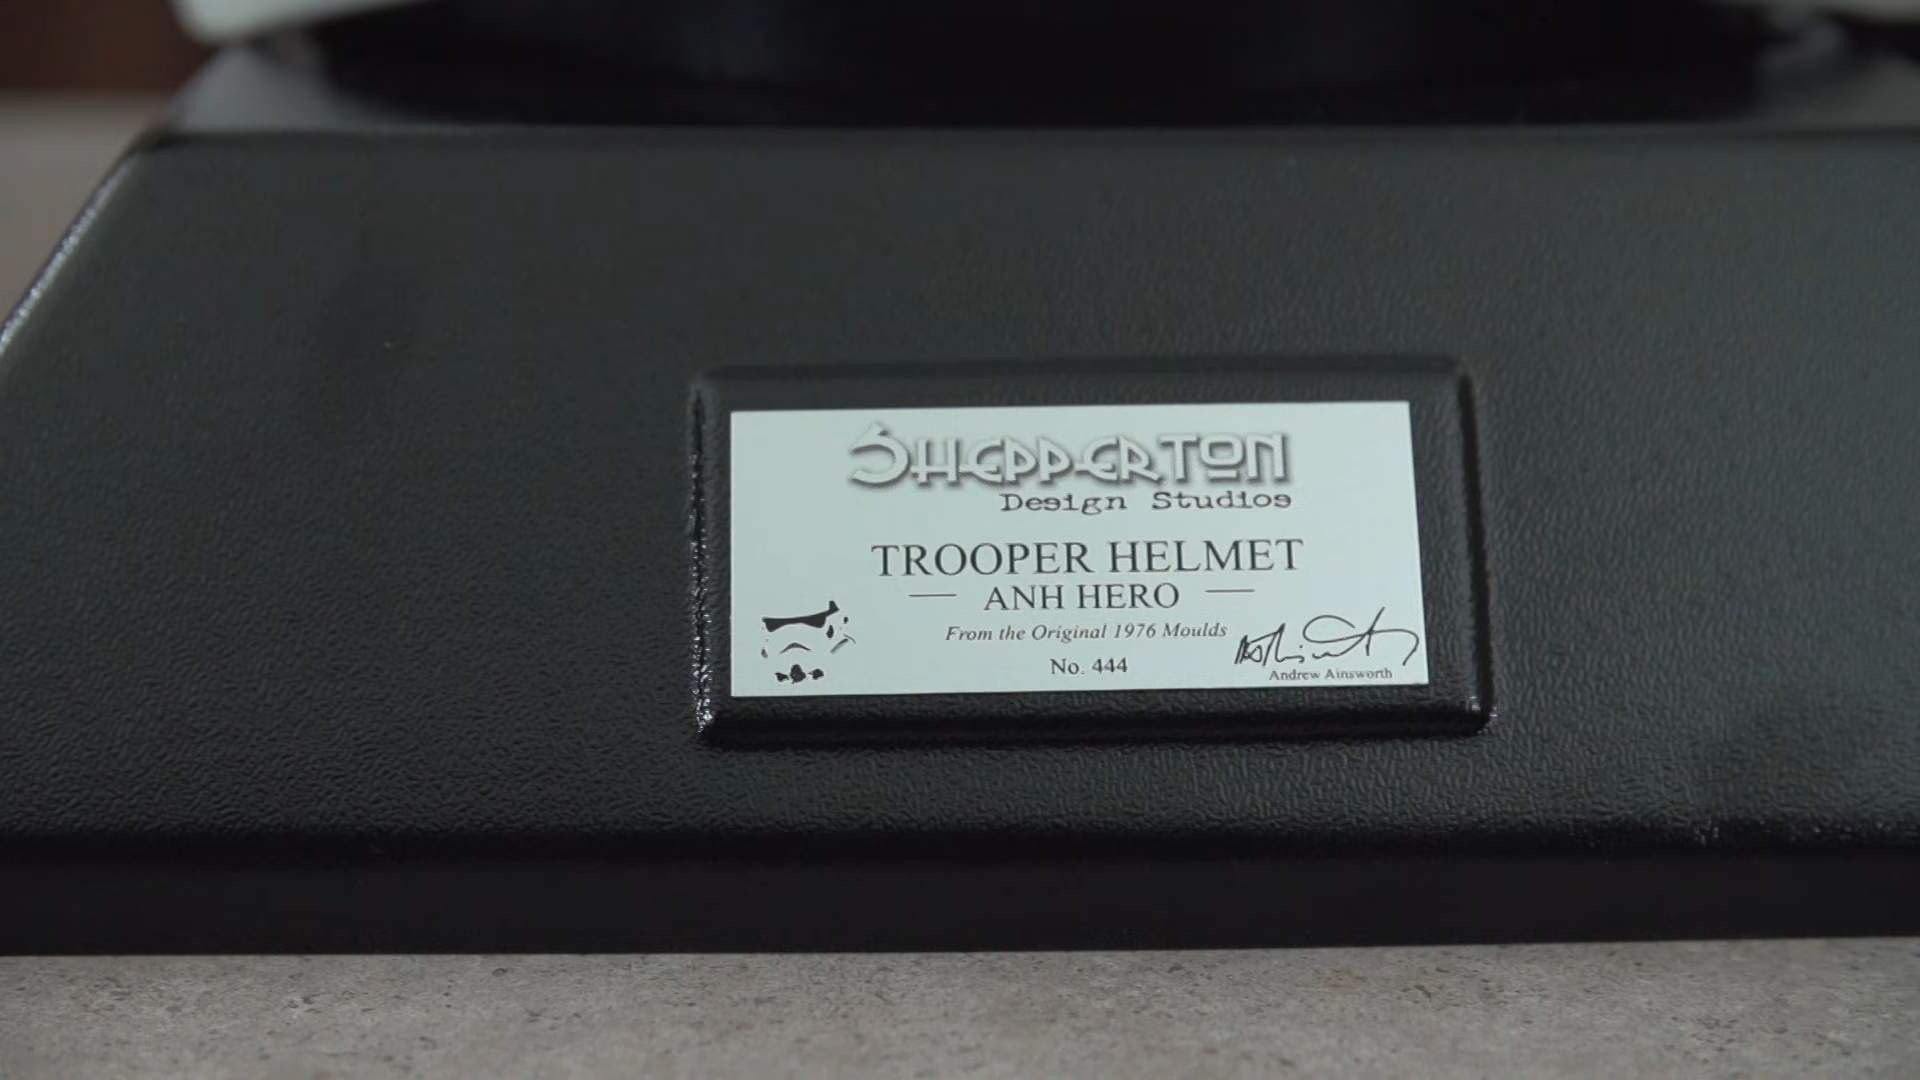 SHEPPERTON
Design Studios
TROOPER HELMET
— ANH HERO —
From the Original 1976 Moulds
No. 444
Andrew Ainsworth